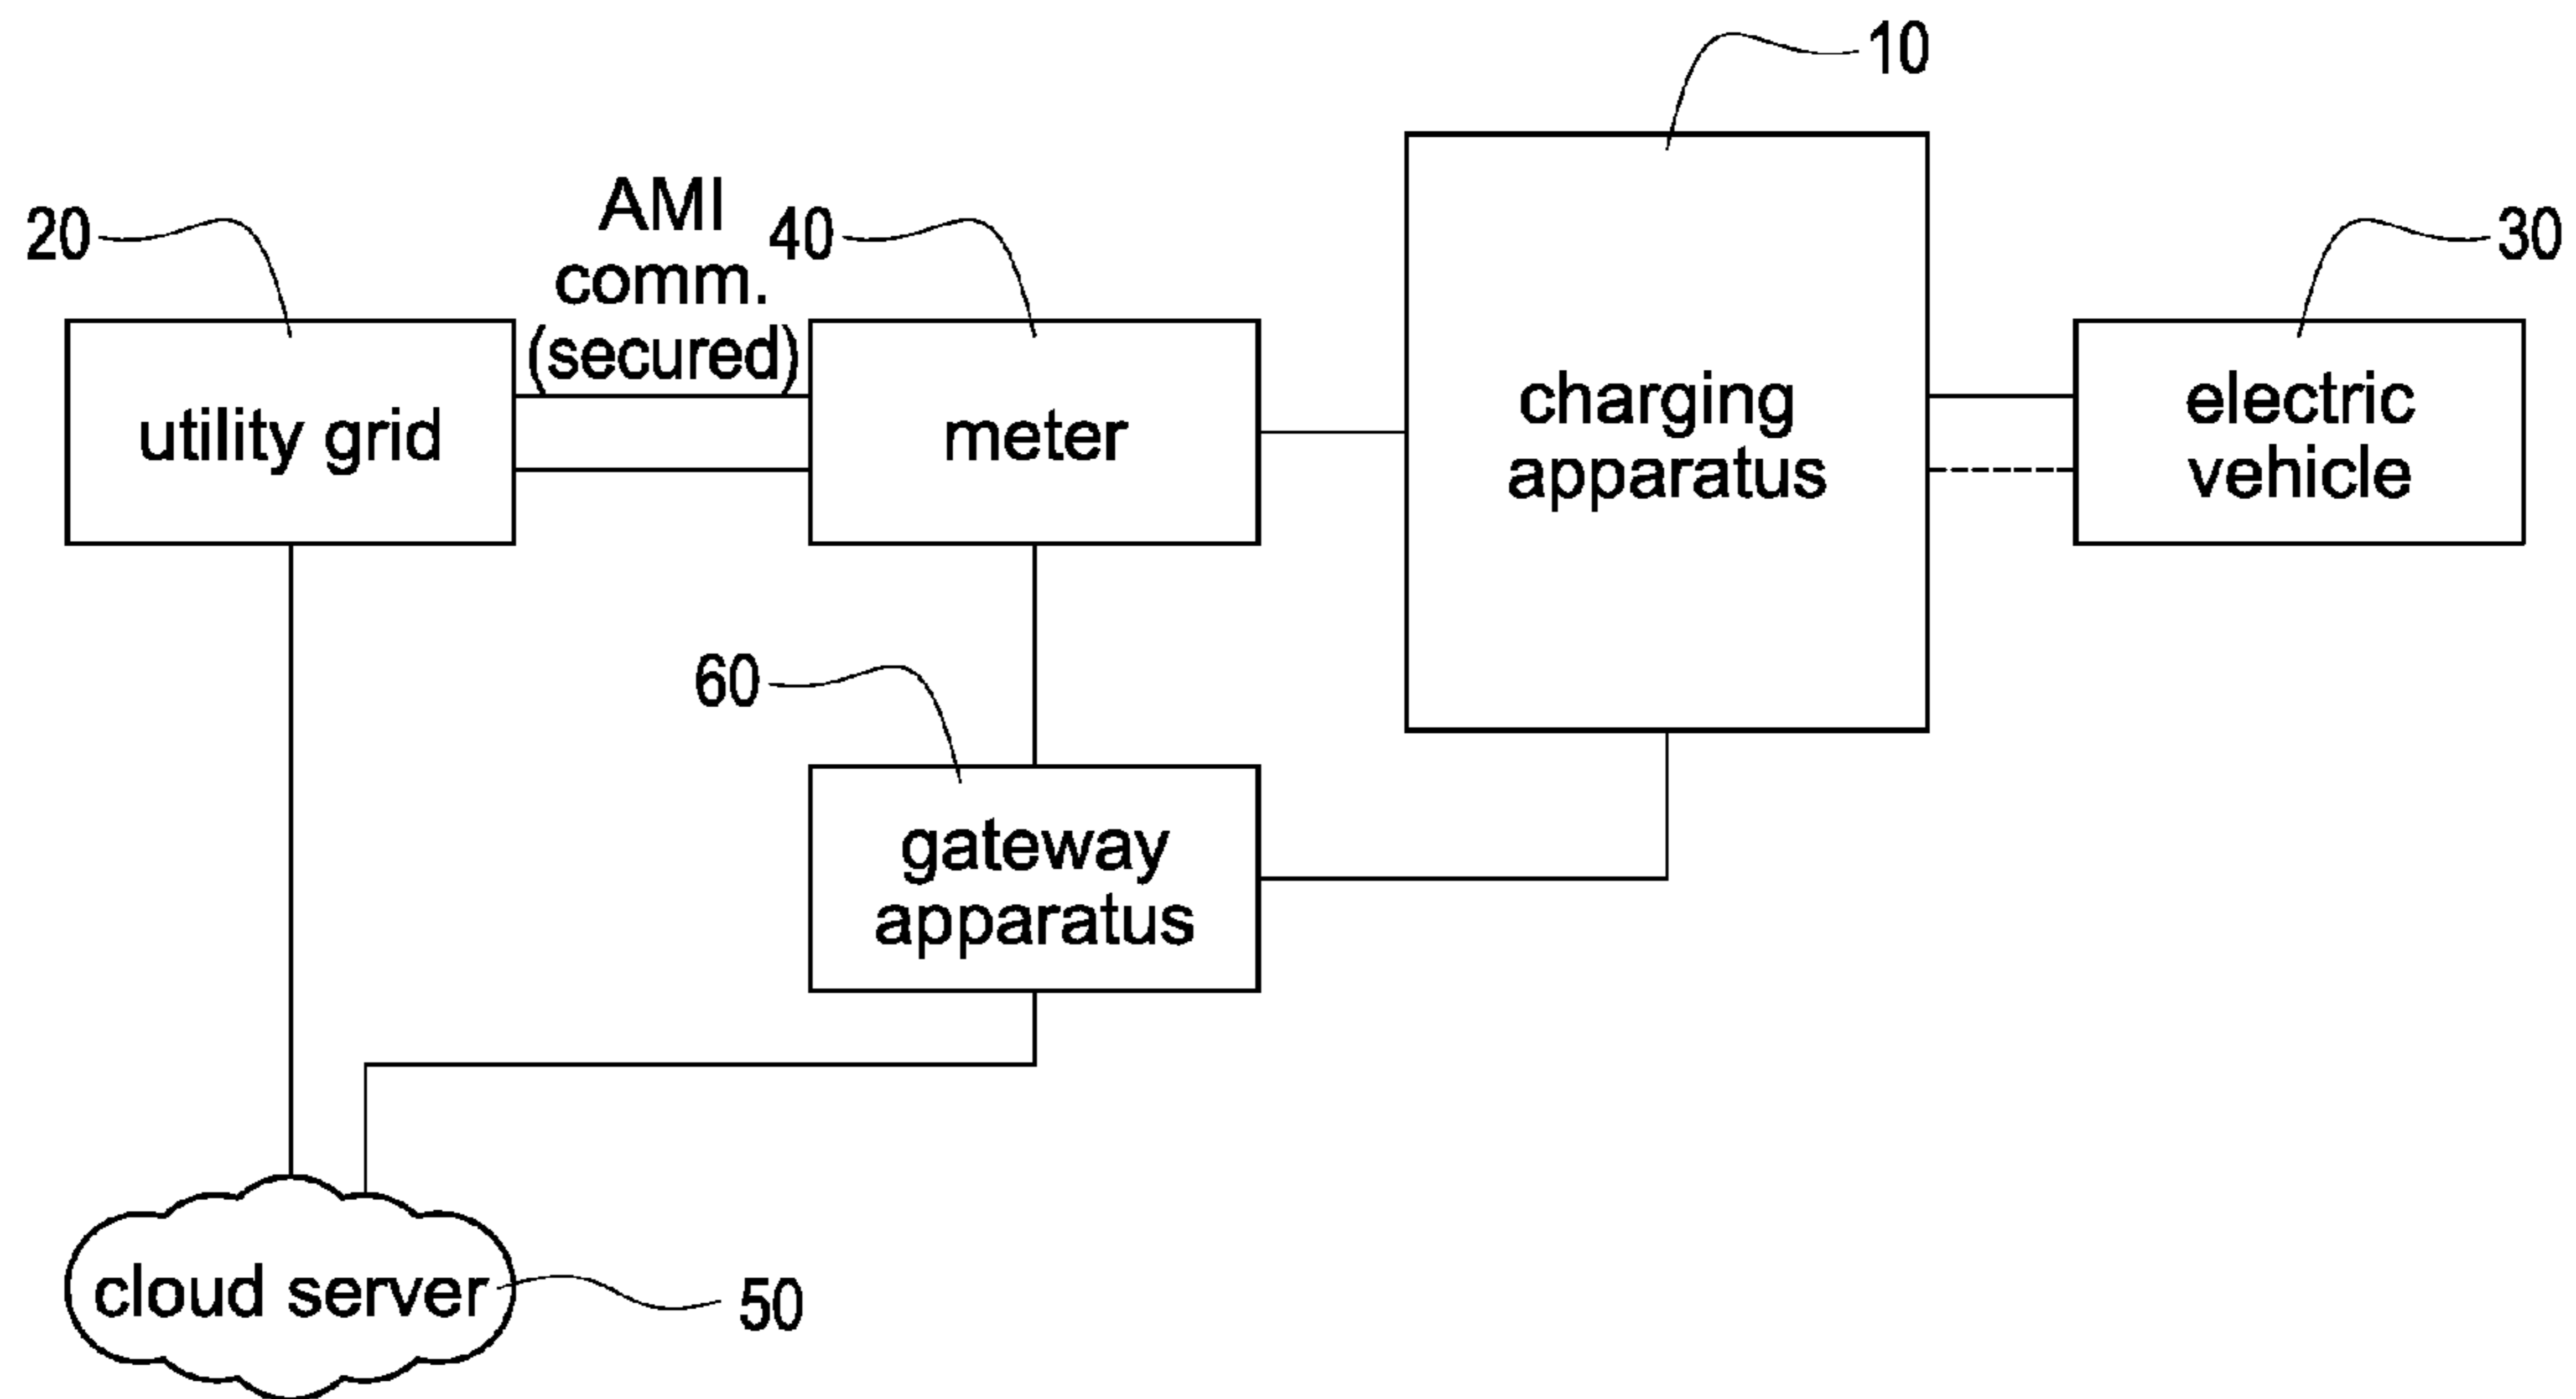 10
AMI
comm.
(secured)
20
40
30
utility grid
meter
charging
apparatus
electric
vehicle
60
gateway
apparatus
cloud server
50